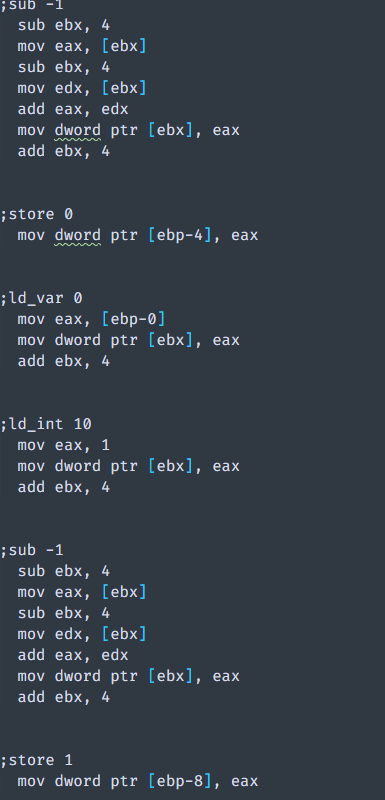 ;sub -1
sub ebx, 4
mov eax, [ebx]
sub ebx, 4
mov edx, [ebx]
add eax, edx
mov dword ptr [ebx], eax
add ebx, 4
;store 0
mov dword ptr [ebp-4], eax
;ld_var 0
mov eax, [ebp-0]
mov dword ptr [ebx], eax
add ebx, 4
;ld_int 10
mov eax, 1
mov dword ptr [ebx], eax
add ebx, 4
;sub -1
sub ebx, 4
mov eax, [ebx]
sub ebx, 4
mov edx, [ebx]
add eax, edx
mov dword ptr [ebx], eax
add ebx, 4
;store 1
mov dword ptr [ebp-8], eax